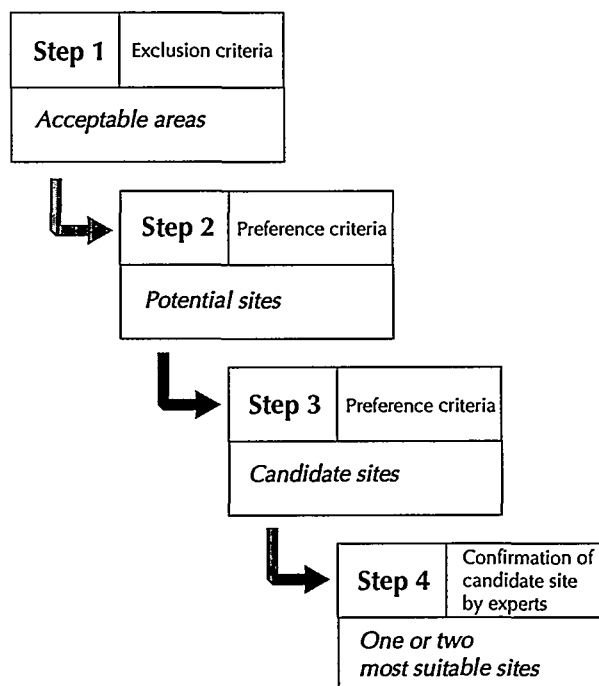 Step 1
Exclusion criteria
Acceptable areas
Step 2
Preference criteria
Potential sites
Step 3
Preference criteria
Candidate sites
Step 4
Confirmation of
candidate site
by experts
One or two
most suitable sites